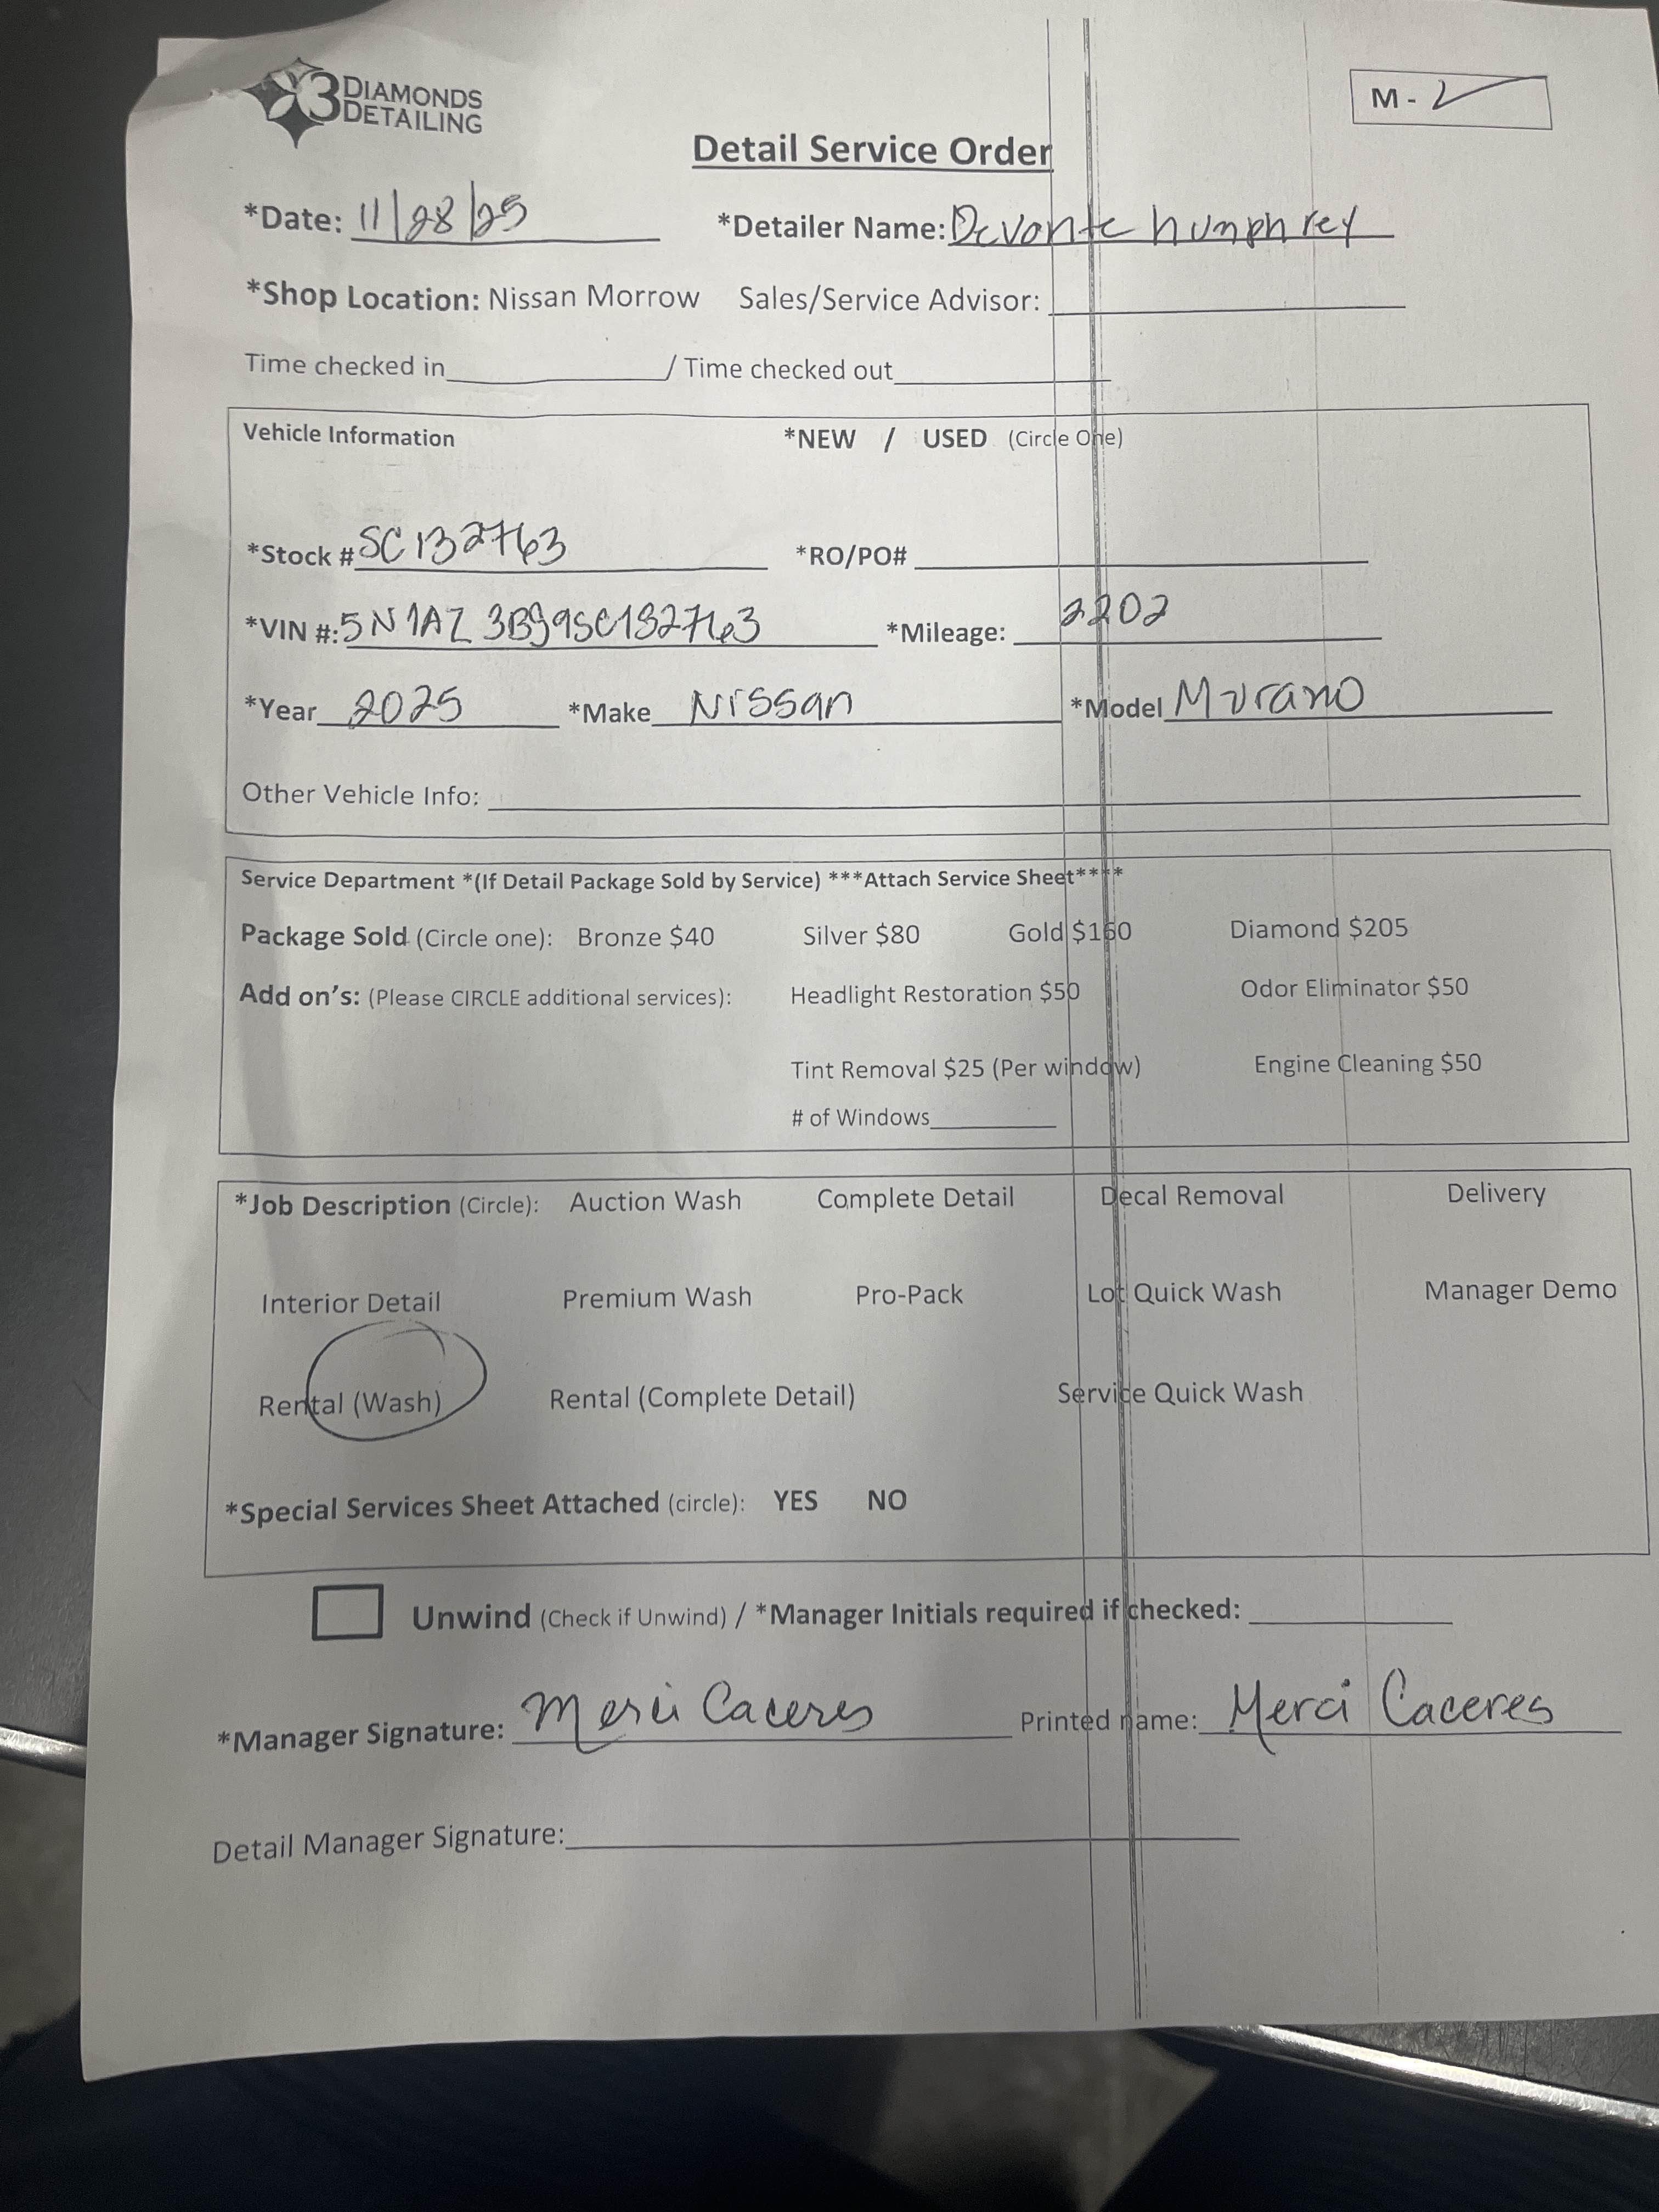 3 DIAMONDS
DETAILING
M - ✓
Detail Service Order
*Date: 11/28/25 *Detailer Name: Devonte humphrey
*Shop Location: Nissan Morrow Sales/Service Advisor:
Time checked in / Time checked out
Vehicle Information *NEW / USED (Circle One)
*Stock # SC132763 *RO/PO#
*VIN #: 5N1AZ3BJ9SC132763 *Mileage: 2202
*Year 2025 *Make Nissan *Model Murano
Other Vehicle Info:
Service Department *(If Detail Package Sold by Service) ***Attach Service Sheet****
Package Sold (Circle one): Bronze $40 Silver $80 Gold $160 Diamond $205
Add on's: (Please CIRCLE additional services): Headlight Restoration $50 Odor Eliminator $50
Tint Removal $25 (Per window) Engine Cleaning $50
# of Windows
*Job Description (Circle): Auction Wash Complete Detail Decal Removal Delivery
Interior Detail Premium Wash Pro-Pack Lot Quick Wash Manager Demo
Rental (Wash) Rental (Complete Detail) Service Quick Wash
*Special Services Sheet Attached (circle): YES NO
Unwind (Check if Unwind) / *Manager Initials required if checked:
*Manager Signature: Merci Caceres Printed name: Merci Caceres
Detail Manager Signature: